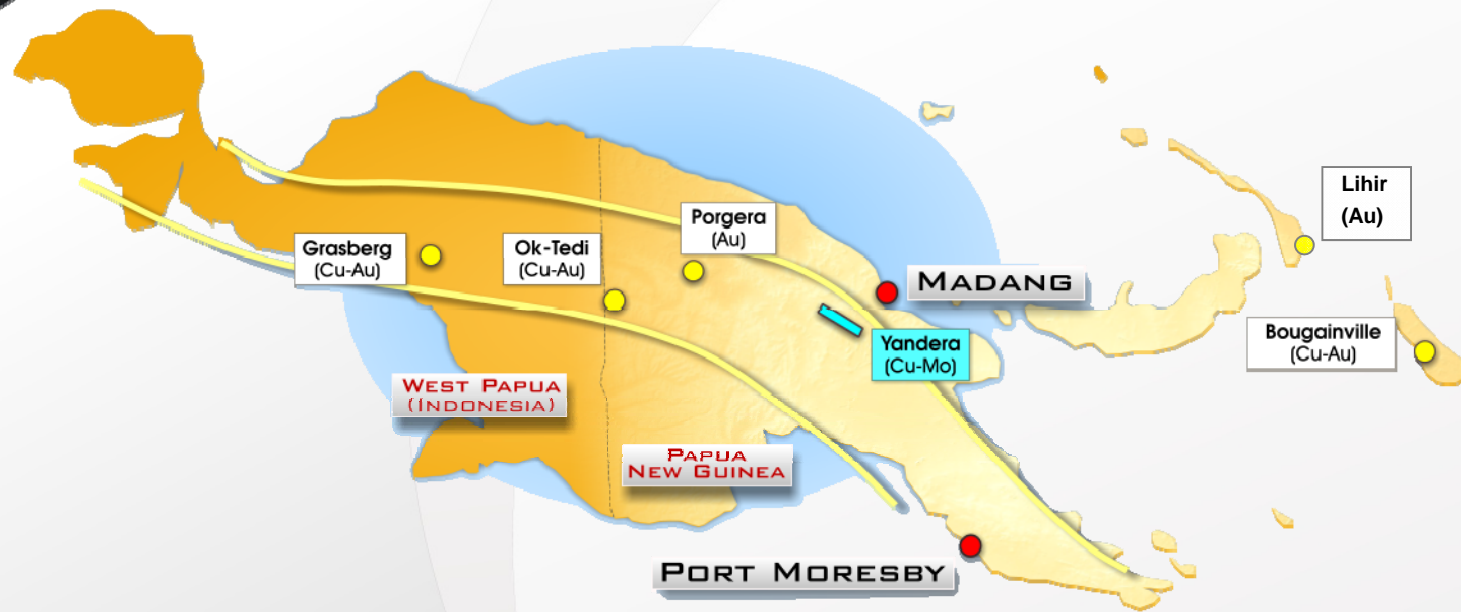 Lihir
(Au)
Porgera
(Au)
Grasberg
(Cu-Au)
Ok-Tedi
(Cu-Au)
MADANG
Bougainville
(Cu-Au)
Yandera
(Cu-Mo)
WEST PAPUA
(INDONESIA)
PAPUA
NEW GUINEA
PORT MORESBY